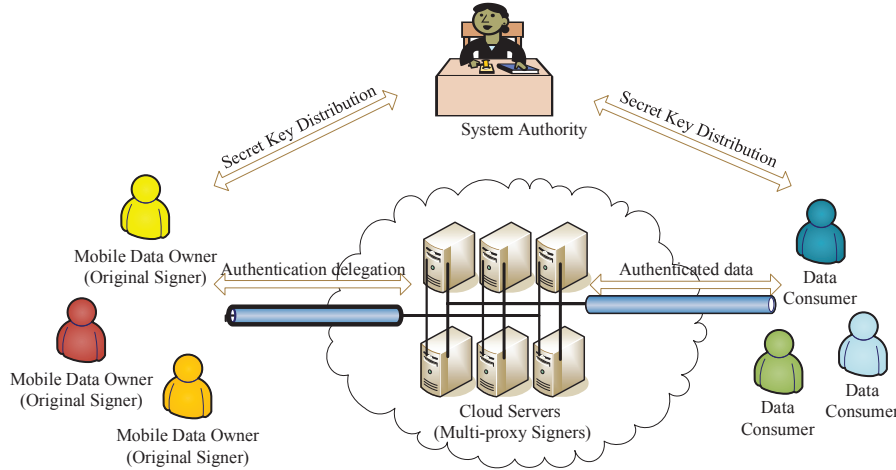 System Authority
Secret Key Distribution
Secret Key Distribution
Mobile Data Owner
(Original Signer)
Authentication delegation
Authenticated data
Data
Consumer
Mobile Data Owner
(Original Signer)
Mobile Data Owner
(Original Signer)
Cloud Servers
(Multi-proxy Signers)
Data
Consumer
Data
Consumer